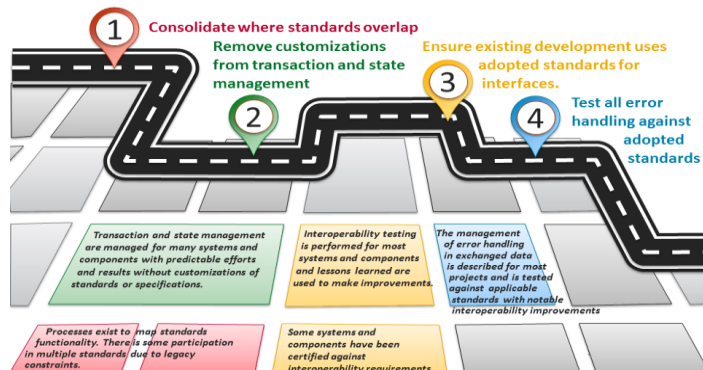 1
Consolidate where standards overlap
Remove customizations
from transaction and state
management
2
Ensure existing development uses
adopted standards for
interfaces.
3
Test all error
handling against
adopted
standards
4
Transaction and state management
are managed for many systems and
components with predictable efforts
and results without customizations of
standards or specifications.
Interoperability testing
is performed for most
systems and components
and lessons learned are
used to make improvements.
The management
of error handling
in exchanged data
is described for most
projects and is tested
against applicable
standards with notable
interoperability improvements
Processes exist to map standards
functionality. There is some participation
in multiple standards due to legacy
constraints.
Some systems and
components have been
certified against
interoperability requirements